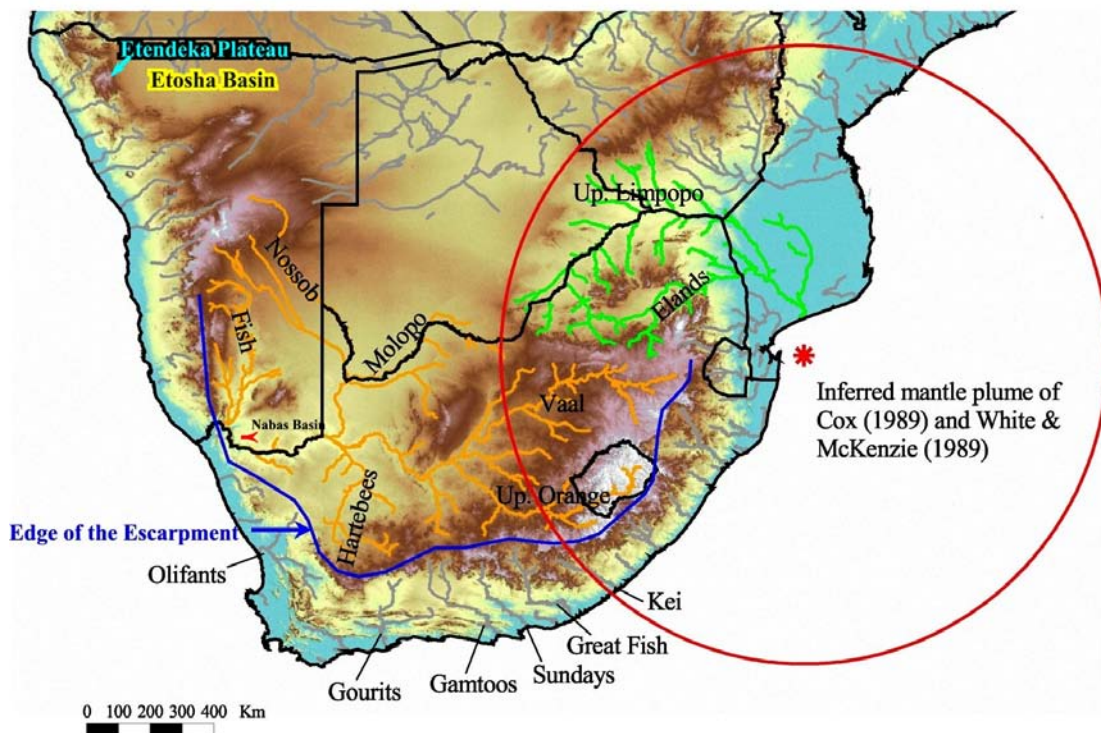 Etendeka Plateau
Etosha Basin
Up. Limpopo
Nossob
Elands
Fish
Molopo
Inferred mantle plume of
Cox (1989) and White &
McKenzie (1989)
Vaal
Nabas Basin
Up. Orange
Hartebees
Edge of the Escarpment
Olifants
Kei
Great Fish
Sundays
Gamtoos
Gourits
0 100 200 300 400 Km